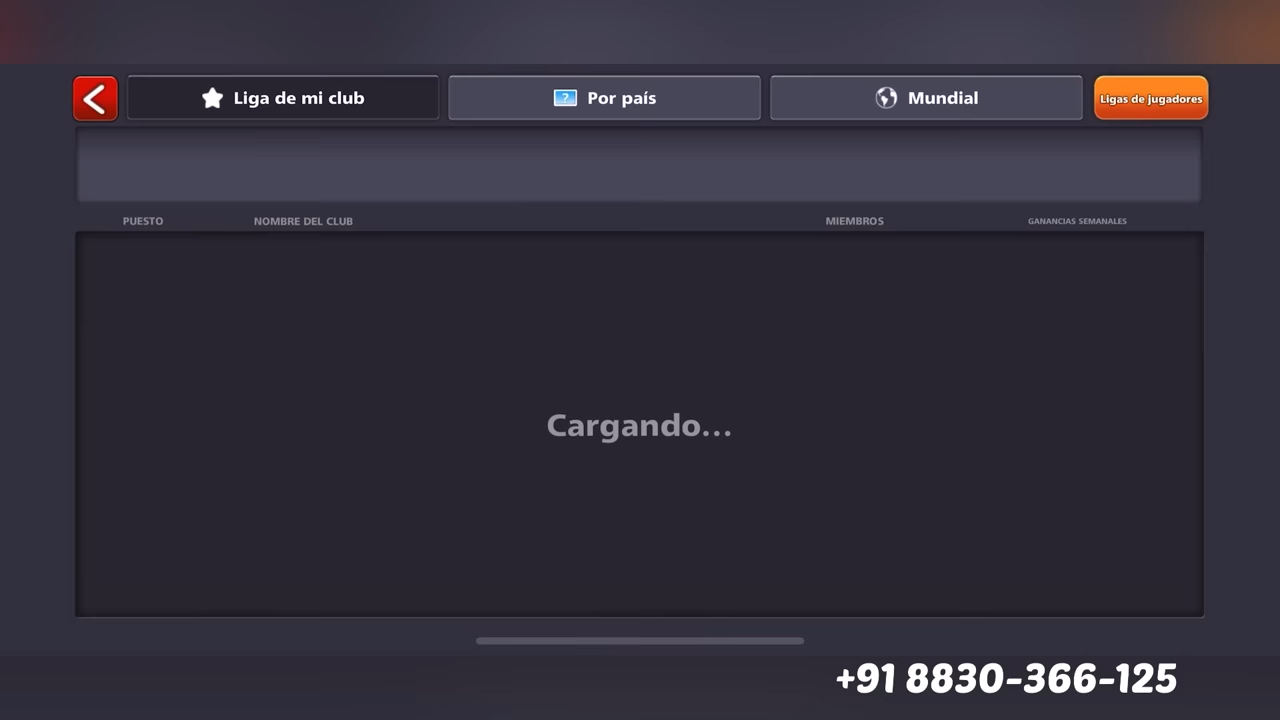 Liga de mi club
Por país
Mundial
Ligas de jugadores
PUESTO
NOMBRE DEL CLUB
MIEMBROS
GANANCIAS SEMANALES
Cargando...
+91 8830-366-125